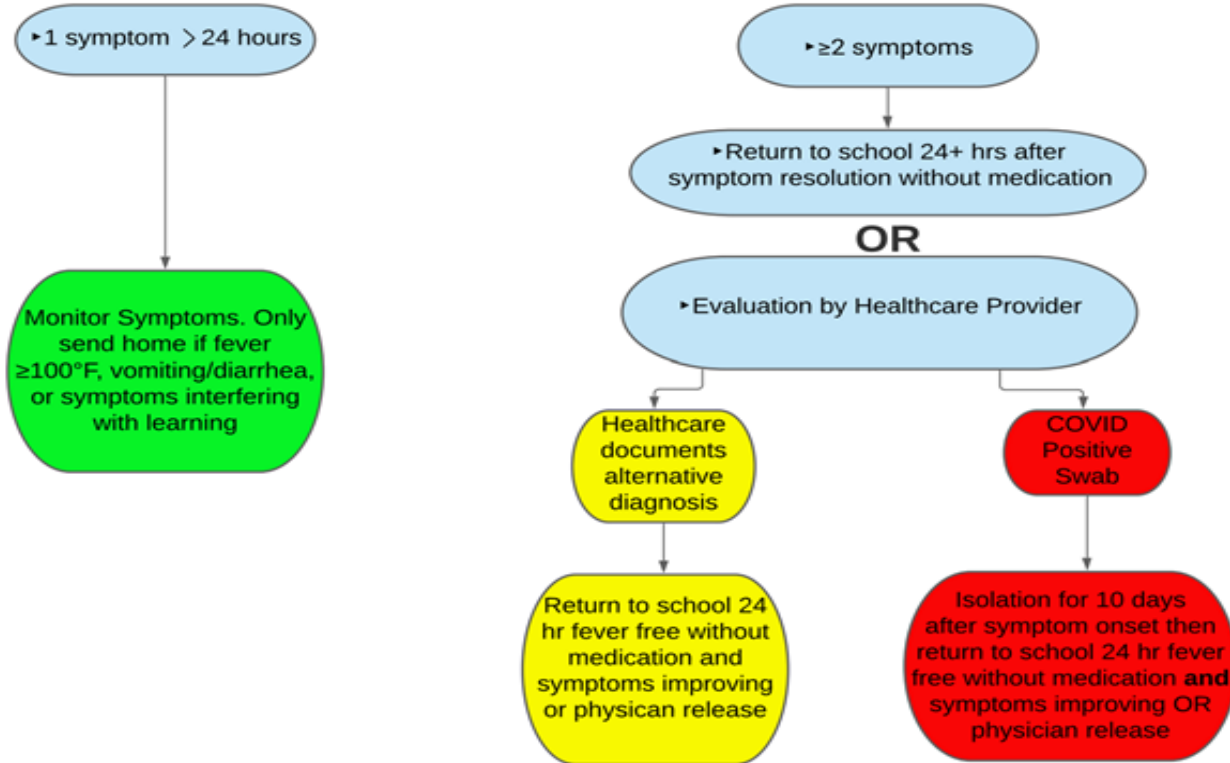 ▸1 symptom > 24 hours
Monitor Symptoms. Only
send home if fever
≥100°F, vomiting/diarrhea,
or symptoms interfering
with learning
▸≥2 symptoms
▸Return to school 24+ hrs after
symptom resolution without medication
OR
▸Evaluation by Healthcare Provider
Healthcare
documents
alternative
diagnosis
Return to school 24
hr fever free without
medication and
symptoms improving
or physican release
COVID
Positive
Swab
Isolation for 10 days
after symptom onset then
return to school 24 hr fever
free without medication and
symptoms improving OR
physician release